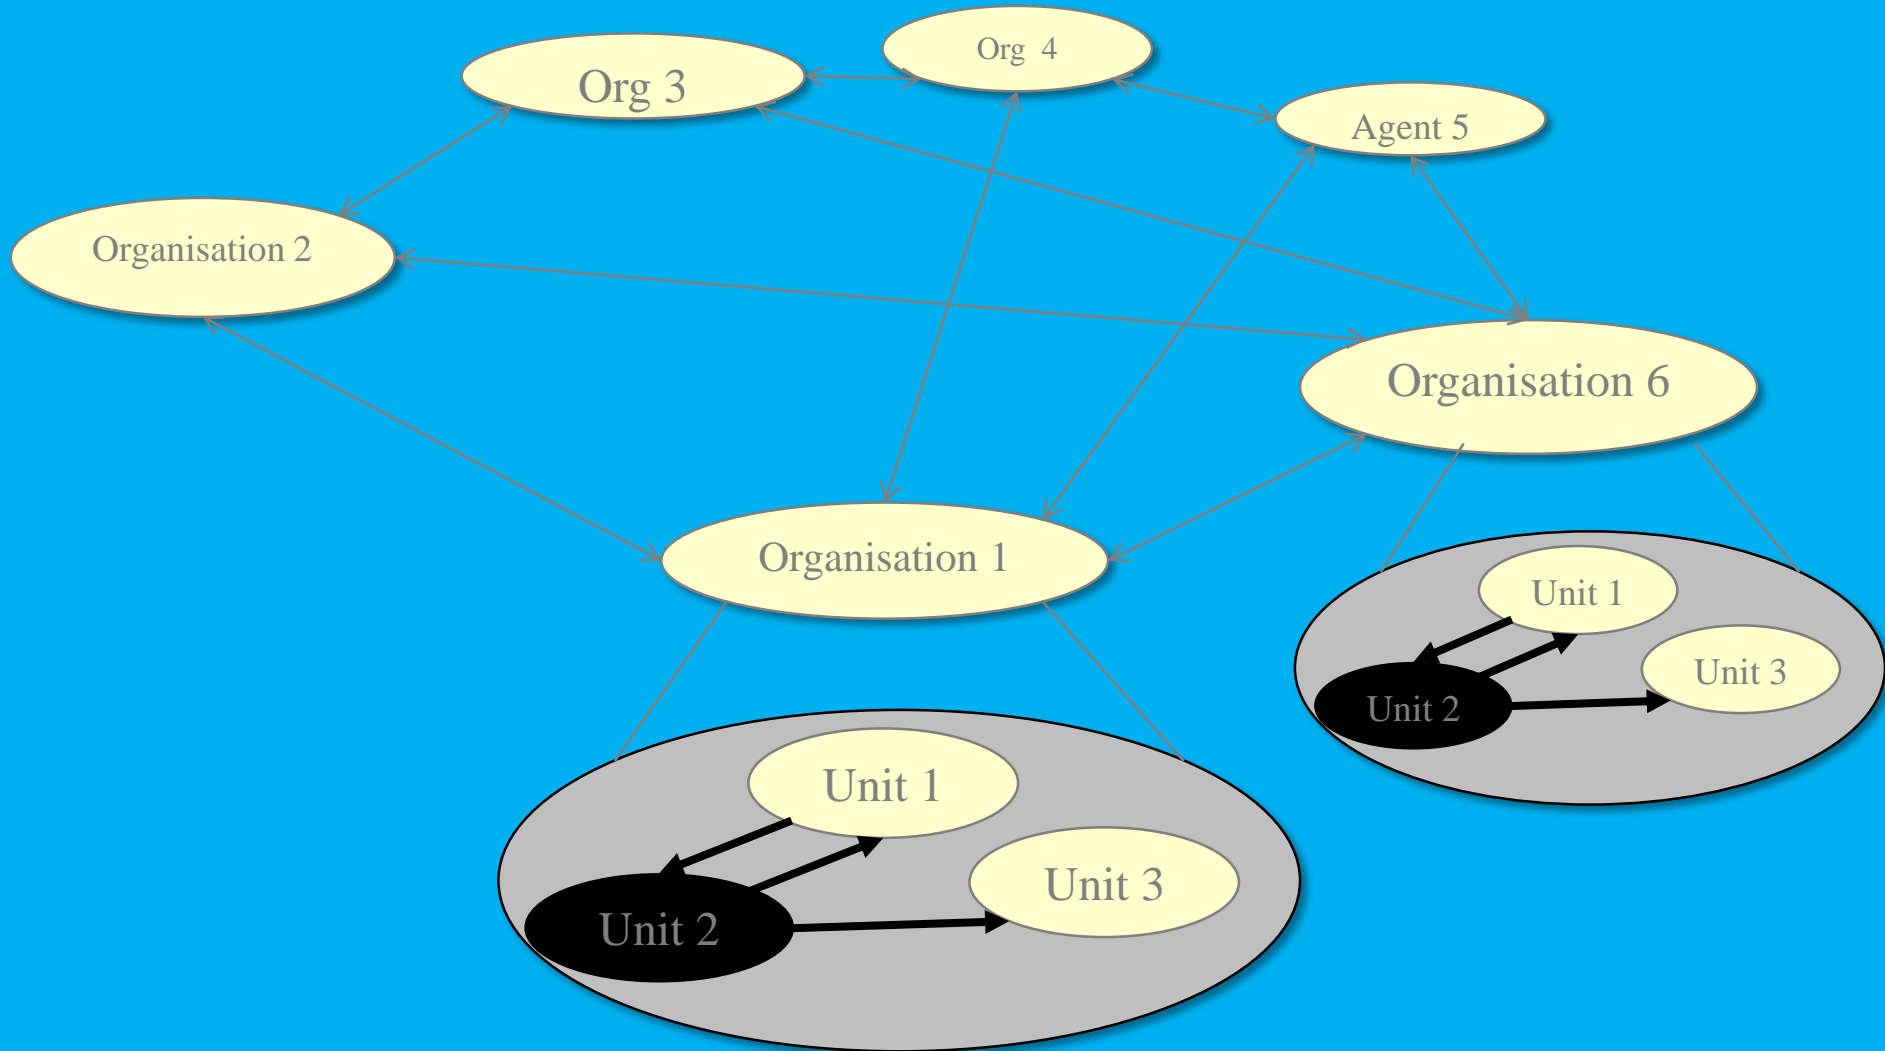 Org 4
Org 3
Agent 5
Organisation 2
Organisation 6
Organisation 1
Unit 1
Unit 3
Unit 2
Unit 1
Unit 3
Unit 2